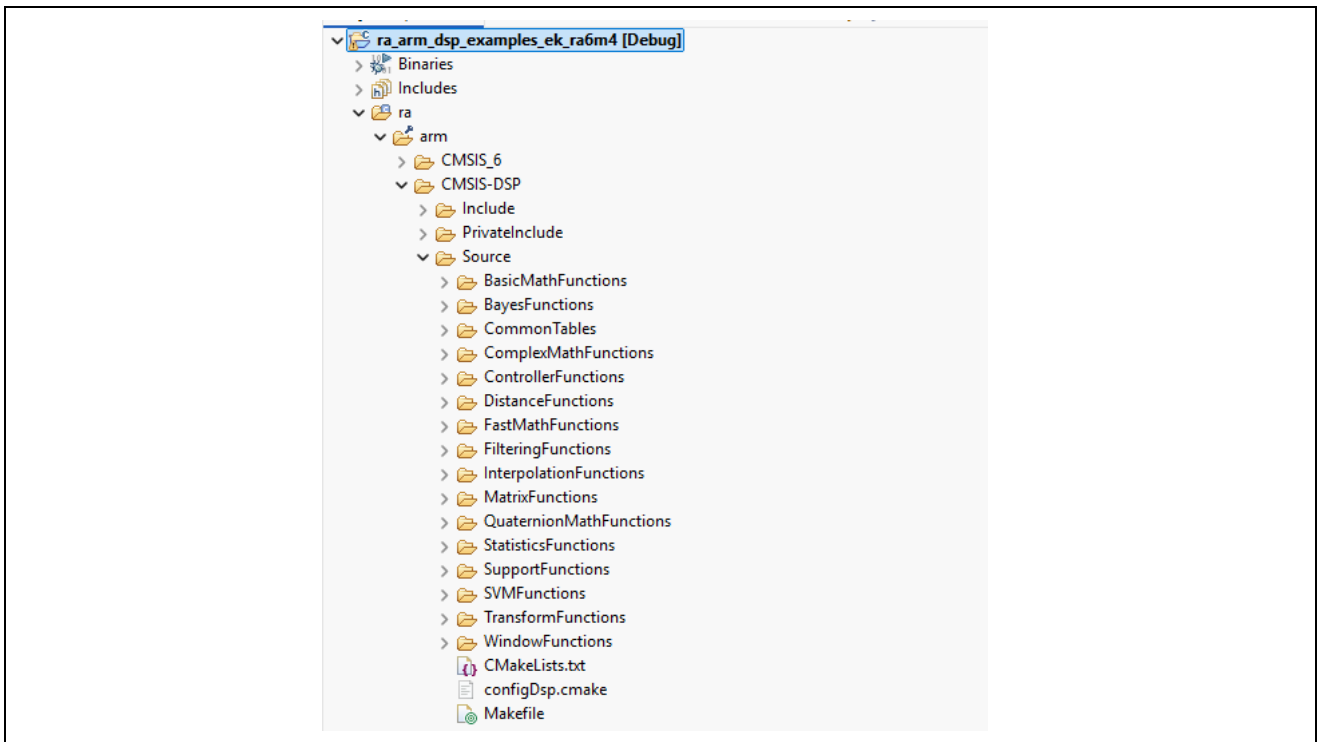 ra_arm_dsp_examples_ek_ra6m4 [Debug]
Binaries
Includes
ra
arm
CMSIS_6
CMSIS-DSP
Include
PrivateInclude
Source
BasicMathFunctions
BayesFunctions
CommonTables
ComplexMathFunctions
ControllerFunctions
DistanceFunctions
FastMathFunctions
FilteringFunctions
InterpolationFunctions
MatrixFunctions
QuaternionMathFunctions
StatisticsFunctions
SupportFunctions
SVMFunctions
TransformFunctions
WindowFunctions
CMakeLists.txt
configDsp.cmake
Makefile